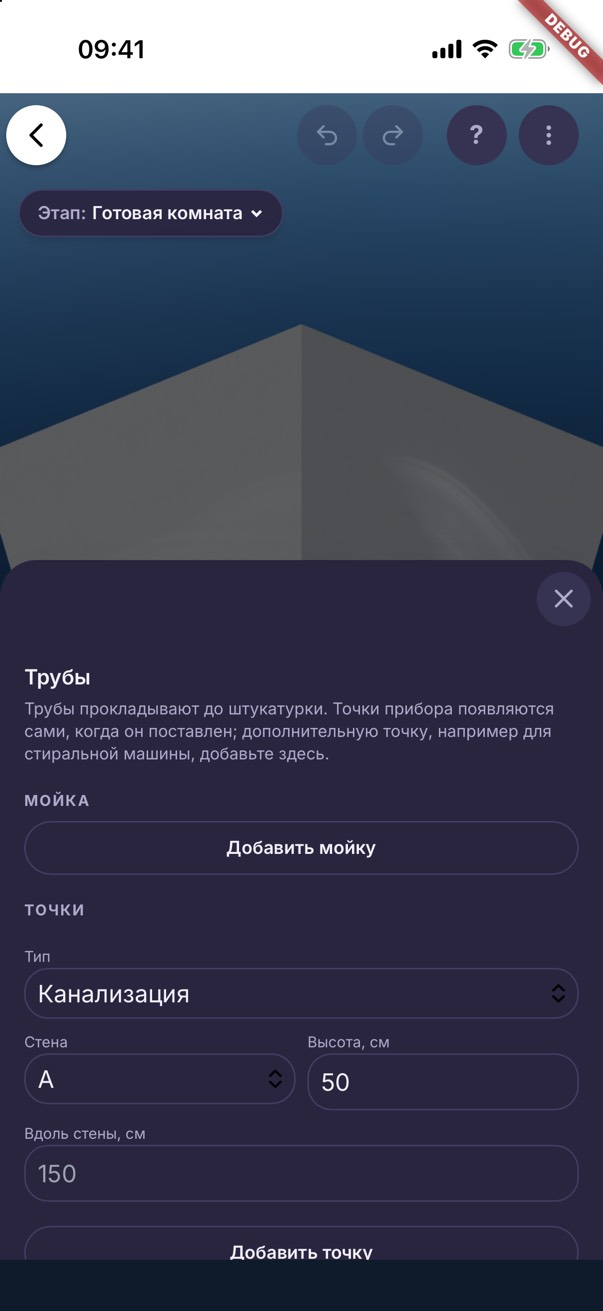 09:41
DEBUG
?
Этап: Готовая комната
Трубы
Трубы прокладывают до штукатурки. Точки прибора появляются
сами, когда он поставлен; дополнительную точку, например для
стиральной машины, добавьте здесь.
МОЙКА
Добавить мойку
ТОЧКИ
Тип
Канализация
Стена
Высота, см
A
50
Вдоль стены, см
150
Добавить точку